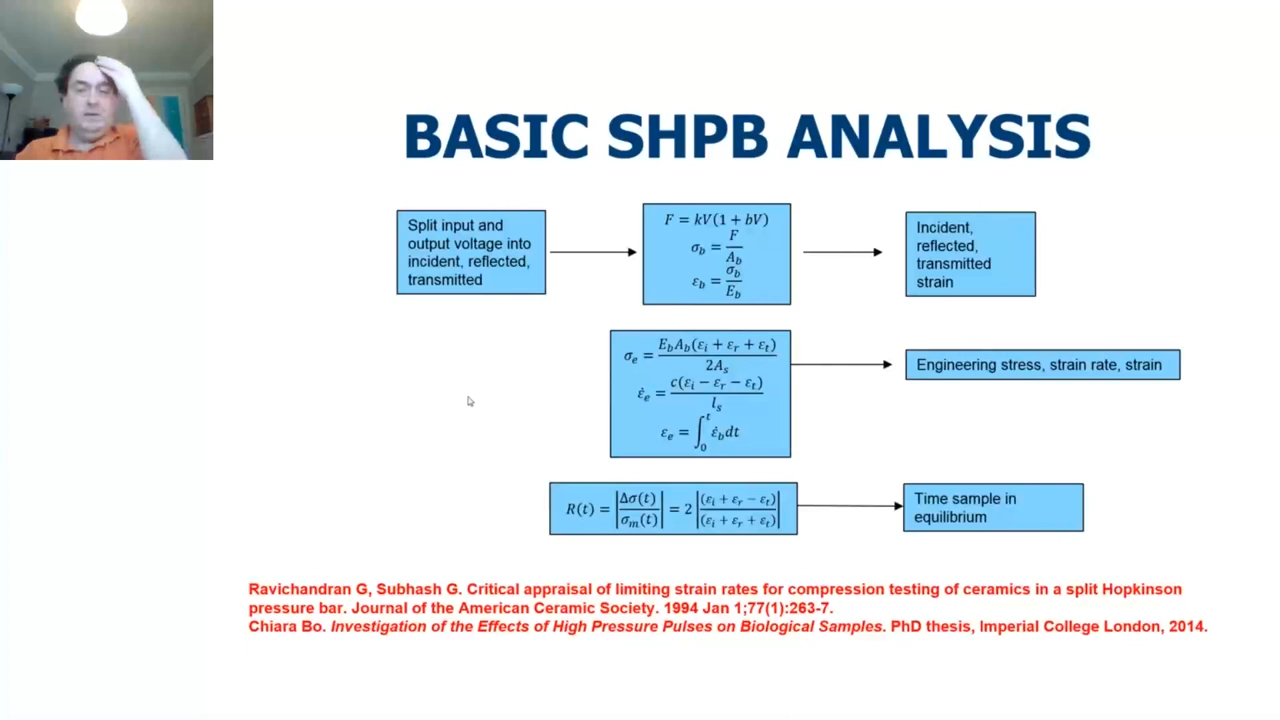 BASIC SHPB ANALYSIS
Split input and
output voltage into
incident, reflected,
transmitted
F = kV(1 + bV)
σ_b = F / A_b
ε_b = σ_b / E_b
Incident,
reflected,
transmitted
strain
σ_e = E_b A_b (ε_i + ε_r + ε_t) / 2A_s
ε̇_e = c(ε_i − ε_r − ε_t) / l_s
ε_e = ∫_0^t ε̇_b dt
Engineering stress, strain rate, strain
R(t) = |Δσ(t) / σ_m(t)| = 2 |(ε_i + ε_r − ε_t) / (ε_i + ε_r + ε_t)|
Time sample in
equilibrium
Ravichandran G, Subhash G. Critical appraisal of limiting strain rates for compression testing of ceramics in a split Hopkinson
pressure bar. Journal of the American Ceramic Society. 1994 Jan 1;77(1):263-7.
Chiara Bo. Investigation of the Effects of High Pressure Pulses on Biological Samples. PhD thesis, Imperial College London, 2014.